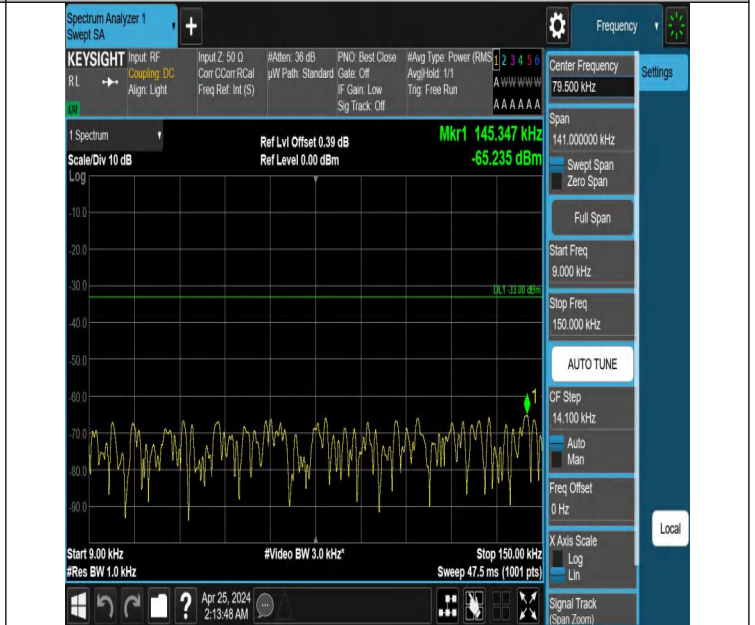 Spectrum Analyzer 1
Swept SA
+
Frequency
KEYSIGHT
RL
LXI
Input: RF
Coupling: DC
Align: Light
Input Z: 50 Ω
Corr CCorr RCal
Freq Ref: Int (S)
#Atten: 36 dB
µW Path: Standard
PNO: Best Close
Gate: Off
IF Gain: Low
Sig Track: Off
#Avg Type: Power (RMS
Avg|Hold: 1/1
Trig: Free Run
1 2 3 4 5 6
A W W W W W
A A A A A A
Center Frequency
79.500 kHz
Settings
1 Spectrum
Scale/Div 10 dB
Log
Ref Lvl Offset 0.39 dB
Ref Level 0.00 dBm
Mkr1 145.347 kHz
-65.235 dBm
-10.0
-20.0
-30.0
-40.0
-50.0
-60.0
-70.0
-80.0
-90.0
DL1 -33.00 dBm
1
Span
141.000000 kHz
Swept Span
Zero Span
Full Span
Start Freq
9.000 kHz
Stop Freq
150.000 kHz
AUTO TUNE
CF Step
14.100 kHz
Auto
Man
Freq Offset
0 Hz
X Axis Scale
Log
Lin
Signal Track
(Span Zoom)
Local
Start 9.00 kHz
#Res BW 1.0 kHz
#Video BW 3.0 kHz*
Stop 150.00 kHz
Sweep 47.5 ms (1001 pts)
?
Apr 25, 2024
2:13:48 AM